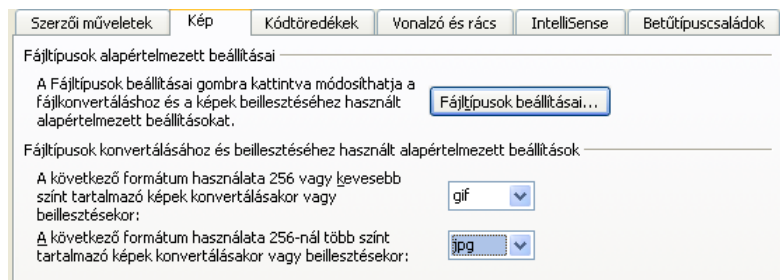 Szerzői műveletek Kép Kódtöredékek Vonalzó és rács IntelliSense Betűtípuscsaládok
Fájltípusok alapértelmezett beállításai
A Fájltípusok beállításai gombra kattintva módosíthatja a
fájlkonvertáláshoz és a képek beillesztéséhez használt
alapértelmezett beállításokat.
Fájltípusok beállításai...
Fájltípusok konvertálásához és beillesztéséhez használt alapértelmezett beállítások
A következő formátum használata 256 vagy kevesebb
színt tartalmazó képek konvertálásakor vagy
beillesztésekor:
gif
A következő formátum használata 256-nál több színt
tartalmazó képek konvertálásakor vagy beillesztésekor:
jpg